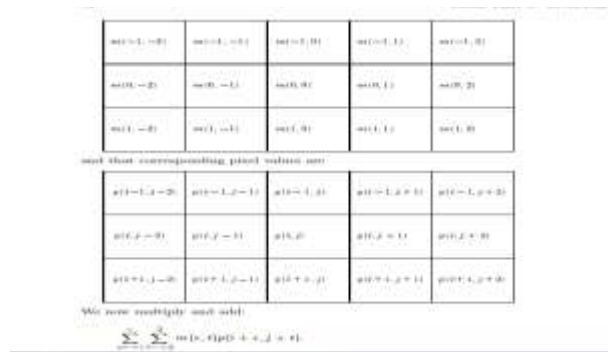 m(−1, −2) m(−1, −1) m(−1, 0) m(−1, 1) m(−1, 2)
m(0, −2) m(0, −1) m(0, 0) m(0, 1) m(0, 2)
m(1, −2) m(1, −1) m(1, 0) m(1, 1) m(1, 2)
and that corresponding pixel values are
p(i−1, j−2) p(i−1, j−1) p(i−1, j) p(i−1, j+1) p(i−1, j+2)
p(i, j−2) p(i, j−1) p(i, j) p(i, j+1) p(i, j+2)
p(i+1, j−2) p(i+1, j−1) p(i+1, j) p(i+1, j+1) p(i+1, j+2)
We now multiply and add:
∑ ∑ m(s, t)p(i + s, j + t).